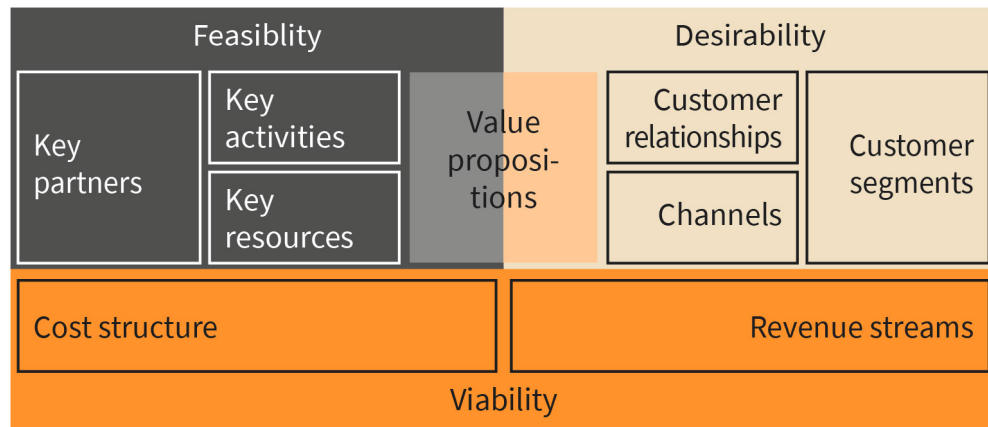 Feasiblity
Desirability
Key
partners
Key
activities
Key
resources
Value
proposi-
tions
Customer
relationships
Channels
Customer
segments
Cost structure
Revenue streams
Viability